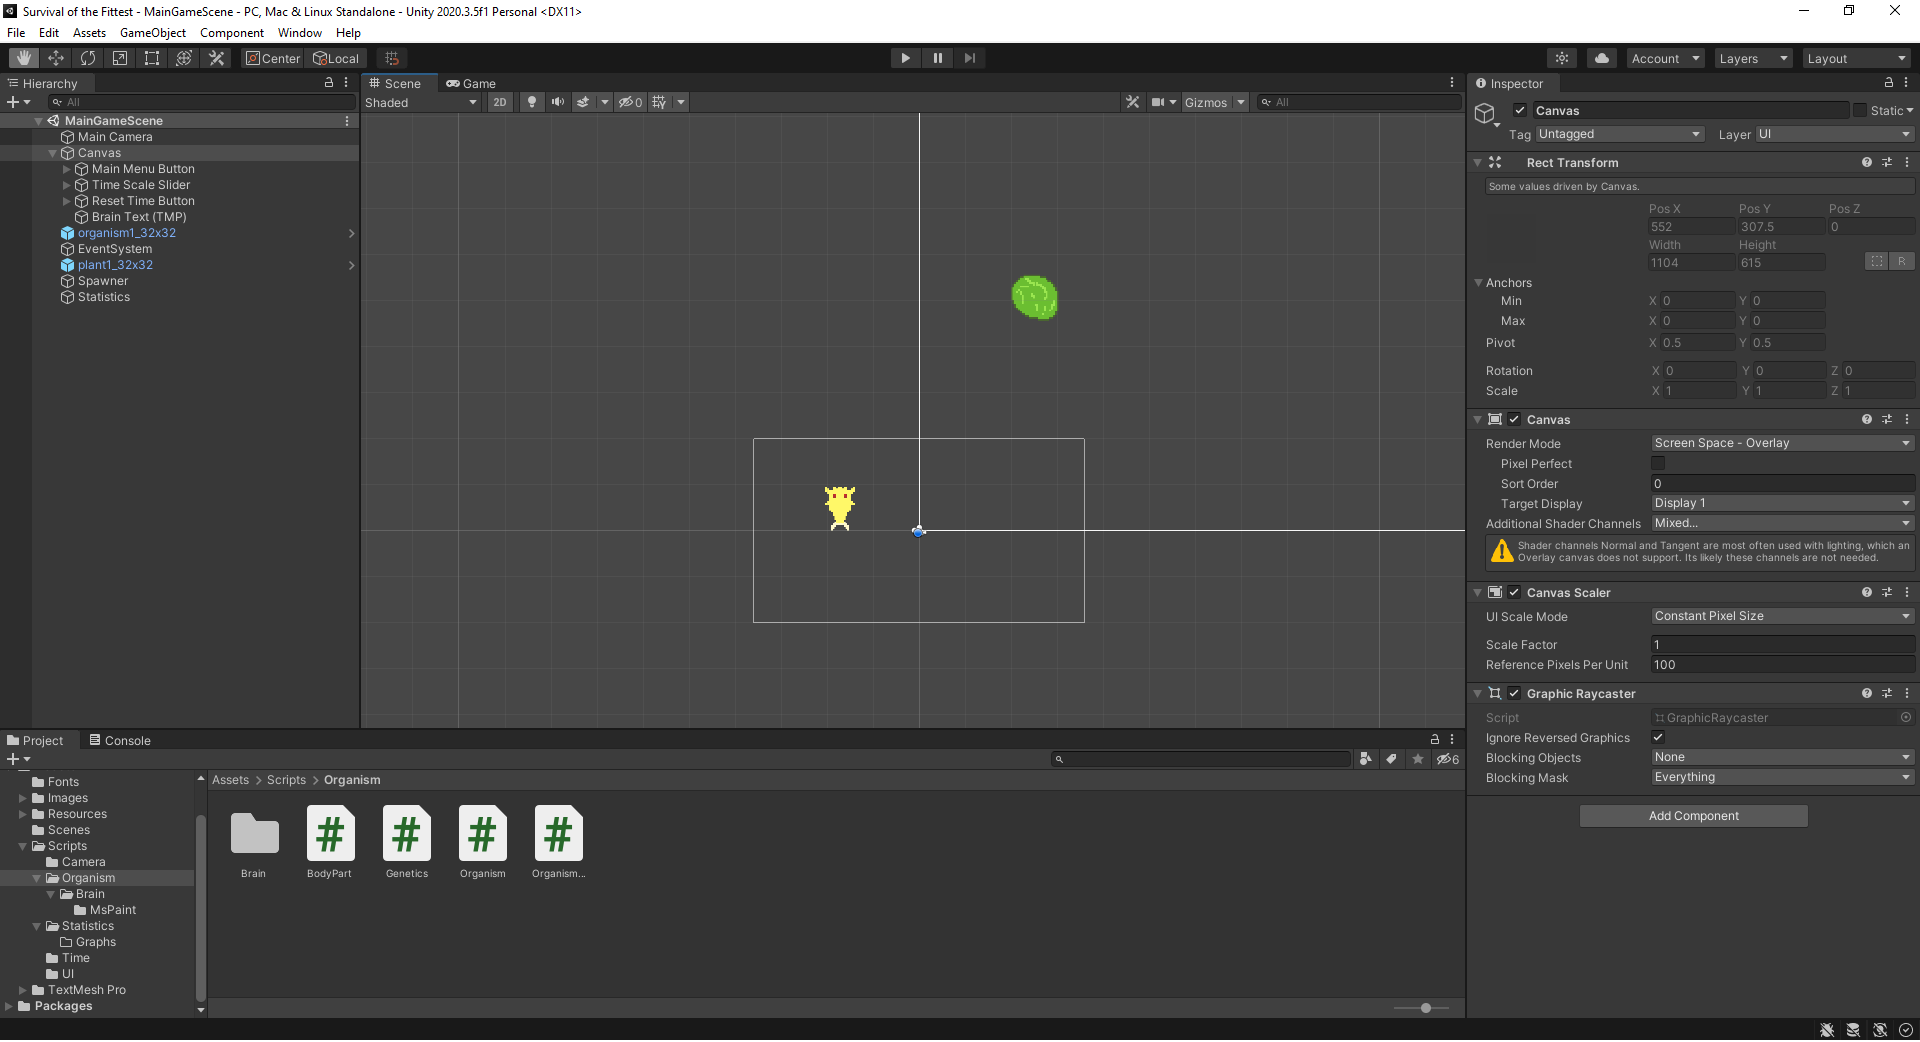 Survival of the Fittest - MainGameScene - PC, Mac & Linux Standalone - Unity 2020.3.5f1 Personal <DX11>
File Edit Assets GameObject Component Window Help
Center Local Account Layers Layout
Hierarchy
All
MainGameScene
Main Camera
Canvas
Main Menu Button
Time Scale Slider
Reset Time Button
Brain Text (TMP)
organism1_32x32
EventSystem
plant1_32x32
Spawner
Statistics
Scene Game
Shaded 2D 0 Gizmos All
Inspector
Canvas Static
Tag Untagged Layer UI
Rect Transform
Some values driven by Canvas.
Pos X Pos Y Pos Z
552 307.5 0
Width Height
1104 615 R
Anchors
Min X 0 Y 0
Max X 0 Y 0
Pivot X 0.5 Y 0.5
Rotation X 0 Y 0 Z 0
Scale X 1 Y 1 Z 1
Canvas
Render Mode Screen Space - Overlay
Pixel Perfect
Sort Order 0
Target Display Display 1
Additional Shader Channels Mixed...
Shader channels Normal and Tangent are most often used with lighting, which an
Overlay canvas does not support. Its likely these channels are not needed.
Canvas Scaler
UI Scale Mode Constant Pixel Size
Scale Factor 1
Reference Pixels Per Unit 100
Graphic Raycaster
Script GraphicRaycaster
Ignore Reversed Graphics
Blocking Objects None
Blocking Mask Everything
Add Component
Project Console
6
Fonts
Images
Resources
Scenes
Scripts
Camera
Organism
Brain
MsPaint
Statistics
Graphs
Time
UI
TextMesh Pro
Packages
Assets > Scripts > Organism
# # # #
Brain BodyPart Genetics Organism Organism...